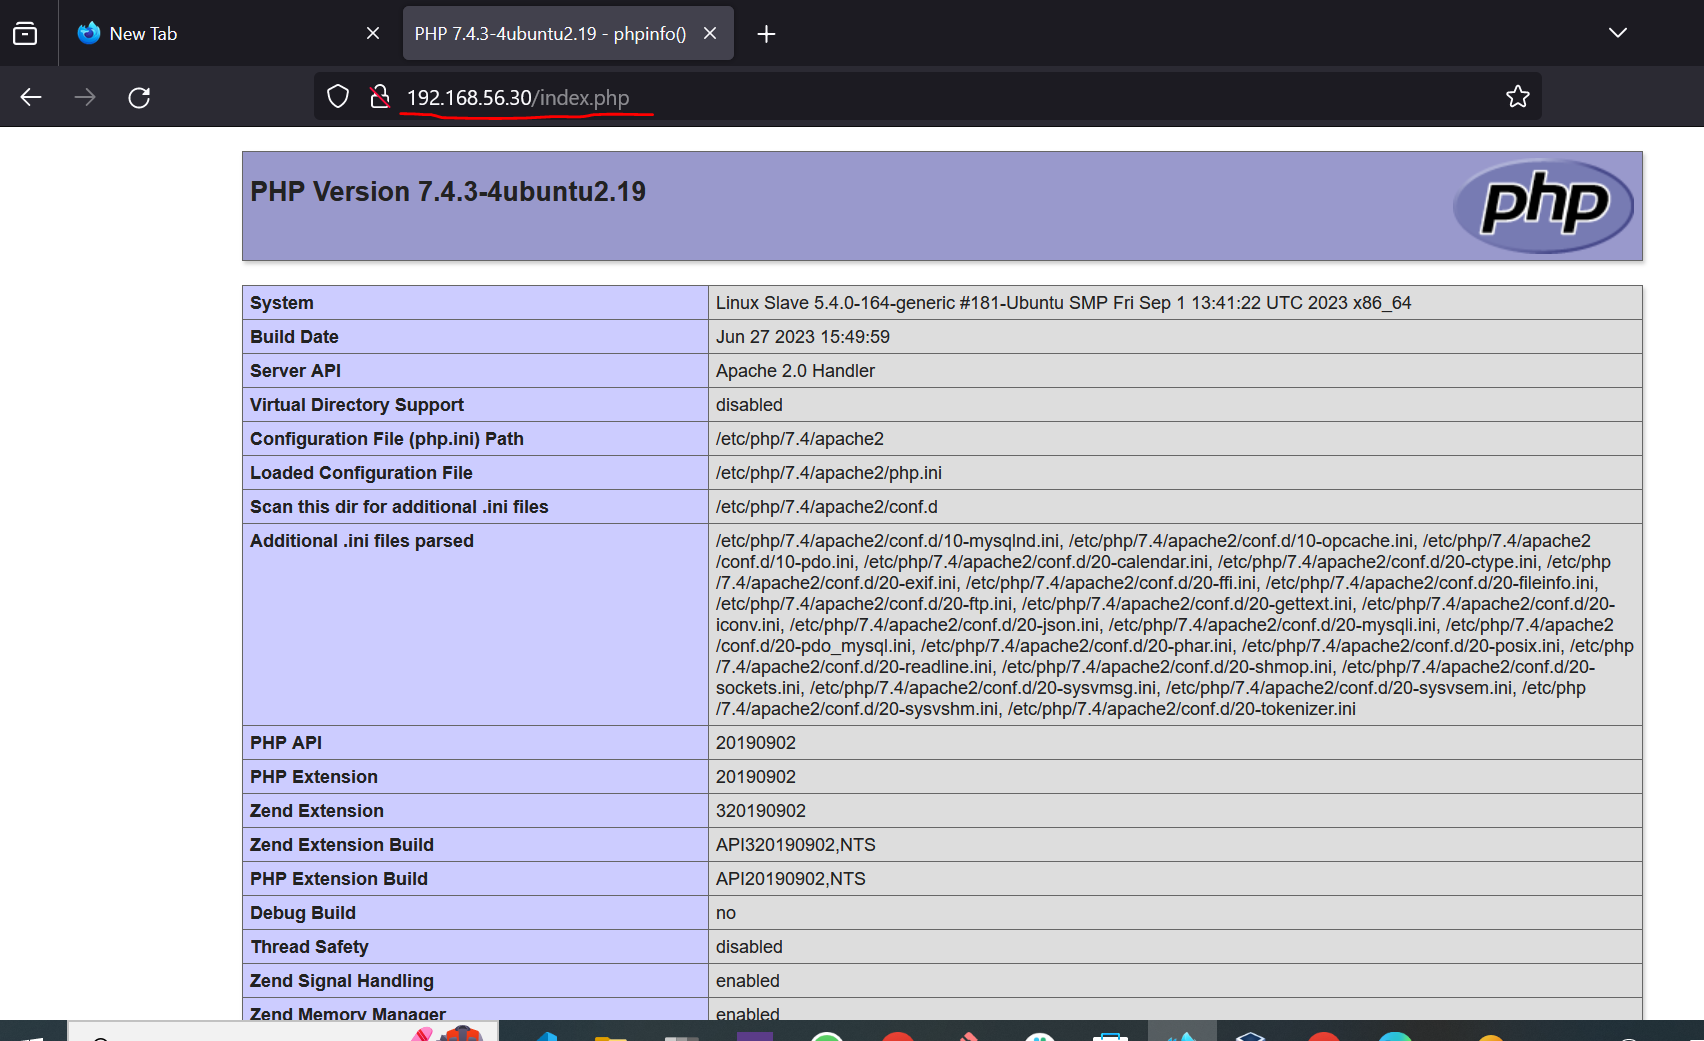 New Tab
PHP 7.4.3-4ubuntu2.19 - phpinfo()
192.168.56.30/index.php
PHP Version 7.4.3-4ubuntu2.19
php
System Linux Slave 5.4.0-164-generic #181-Ubuntu SMP Fri Sep 1 13:41:22 UTC 2023 x86_64
Build Date Jun 27 2023 15:49:59
Server API Apache 2.0 Handler
Virtual Directory Support disabled
Configuration File (php.ini) Path /etc/php/7.4/apache2
Loaded Configuration File /etc/php/7.4/apache2/php.ini
Scan this dir for additional .ini files /etc/php/7.4/apache2/conf.d
Additional .ini files parsed /etc/php/7.4/apache2/conf.d/10-mysqlnd.ini, /etc/php/7.4/apache2/conf.d/10-opcache.ini, /etc/php/7.4/apache2
/conf.d/10-pdo.ini, /etc/php/7.4/apache2/conf.d/20-calendar.ini, /etc/php/7.4/apache2/conf.d/20-ctype.ini, /etc/php
/7.4/apache2/conf.d/20-exif.ini, /etc/php/7.4/apache2/conf.d/20-ffi.ini, /etc/php/7.4/apache2/conf.d/20-fileinfo.ini,
/etc/php/7.4/apache2/conf.d/20-ftp.ini, /etc/php/7.4/apache2/conf.d/20-gettext.ini, /etc/php/7.4/apache2/conf.d/20-
iconv.ini, /etc/php/7.4/apache2/conf.d/20-json.ini, /etc/php/7.4/apache2/conf.d/20-mysqli.ini, /etc/php/7.4/apache2
/conf.d/20-pdo_mysql.ini, /etc/php/7.4/apache2/conf.d/20-phar.ini, /etc/php/7.4/apache2/conf.d/20-posix.ini, /etc/php
/7.4/apache2/conf.d/20-readline.ini, /etc/php/7.4/apache2/conf.d/20-shmop.ini, /etc/php/7.4/apache2/conf.d/20-
sockets.ini, /etc/php/7.4/apache2/conf.d/20-sysvmsg.ini, /etc/php/7.4/apache2/conf.d/20-sysvsem.ini, /etc/php
/7.4/apache2/conf.d/20-sysvshm.ini, /etc/php/7.4/apache2/conf.d/20-tokenizer.ini
PHP API 20190902
PHP Extension 20190902
Zend Extension 320190902
Zend Extension Build API320190902,NTS
PHP Extension Build API20190902,NTS
Debug Build no
Thread Safety disabled
Zend Signal Handling enabled
Zend Memory Manager enabled